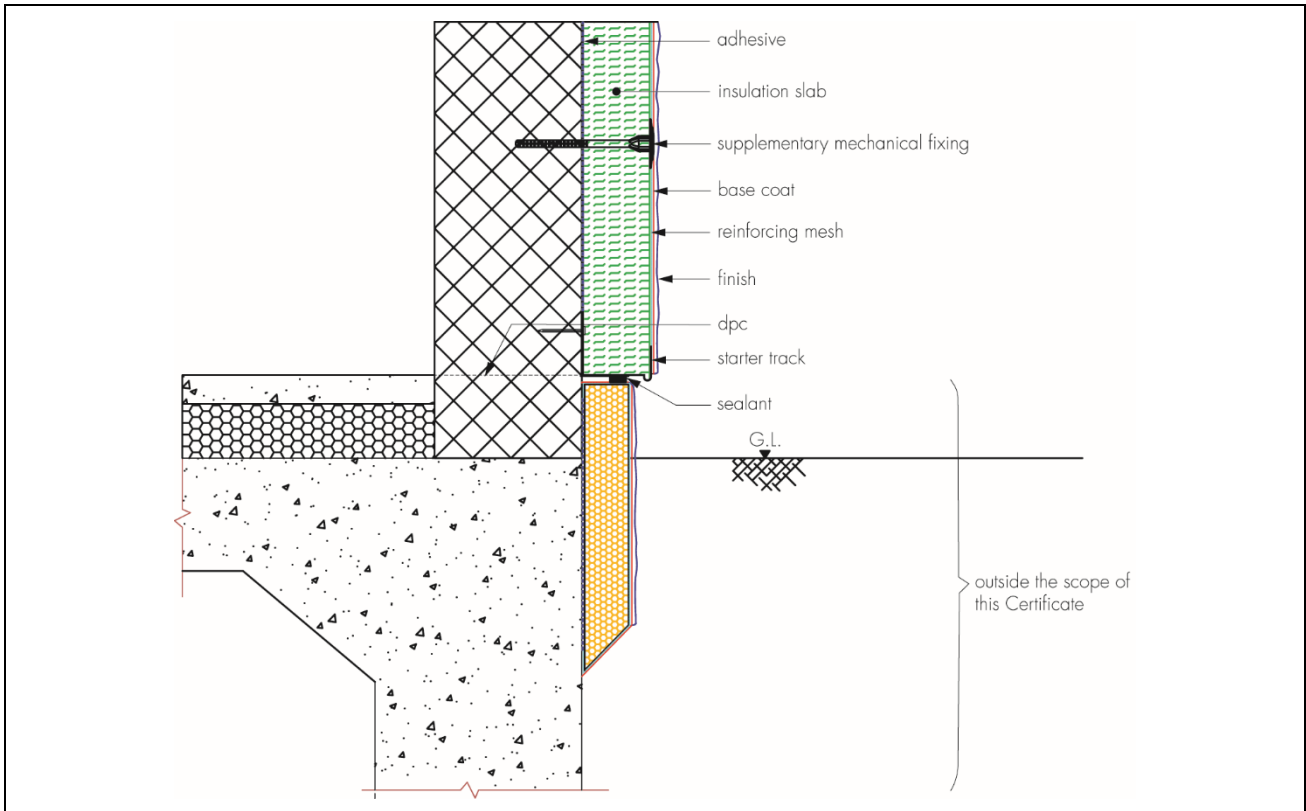 adhesive
insulation slab
supplementary mechanical fixing
base coat
reinforcing mesh
finish
dpc
starter track
sealant
G.L.
outside the scope of
this Certificate